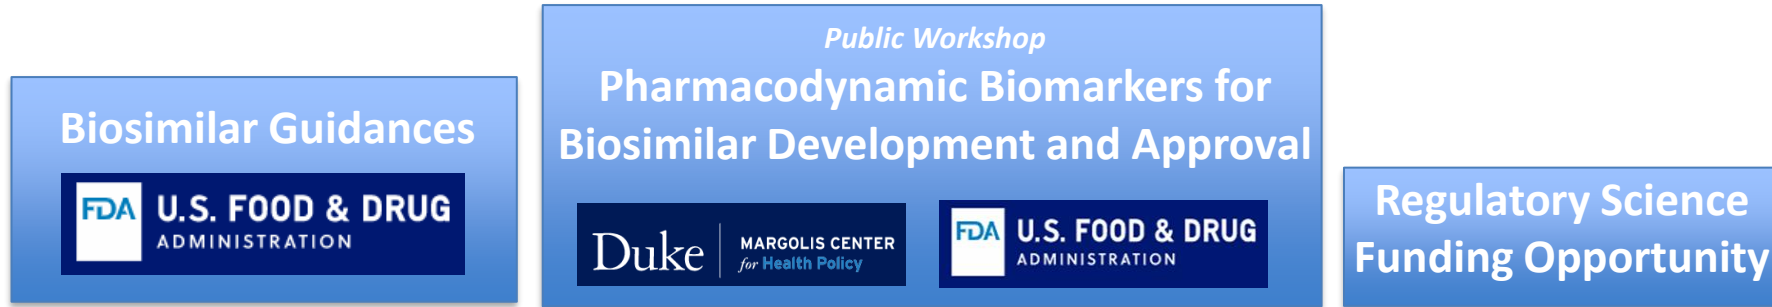 Biosimilar Guidances
FDA U.S. FOOD & DRUG
ADMINISTRATION
Public Workshop
Pharmacodynamic Biomarkers for
Biosimilar Development and Approval
Duke MARGOLIS CENTER
for Health Policy
FDA U.S. FOOD & DRUG
ADMINISTRATION
Regulatory Science
Funding Opportunity